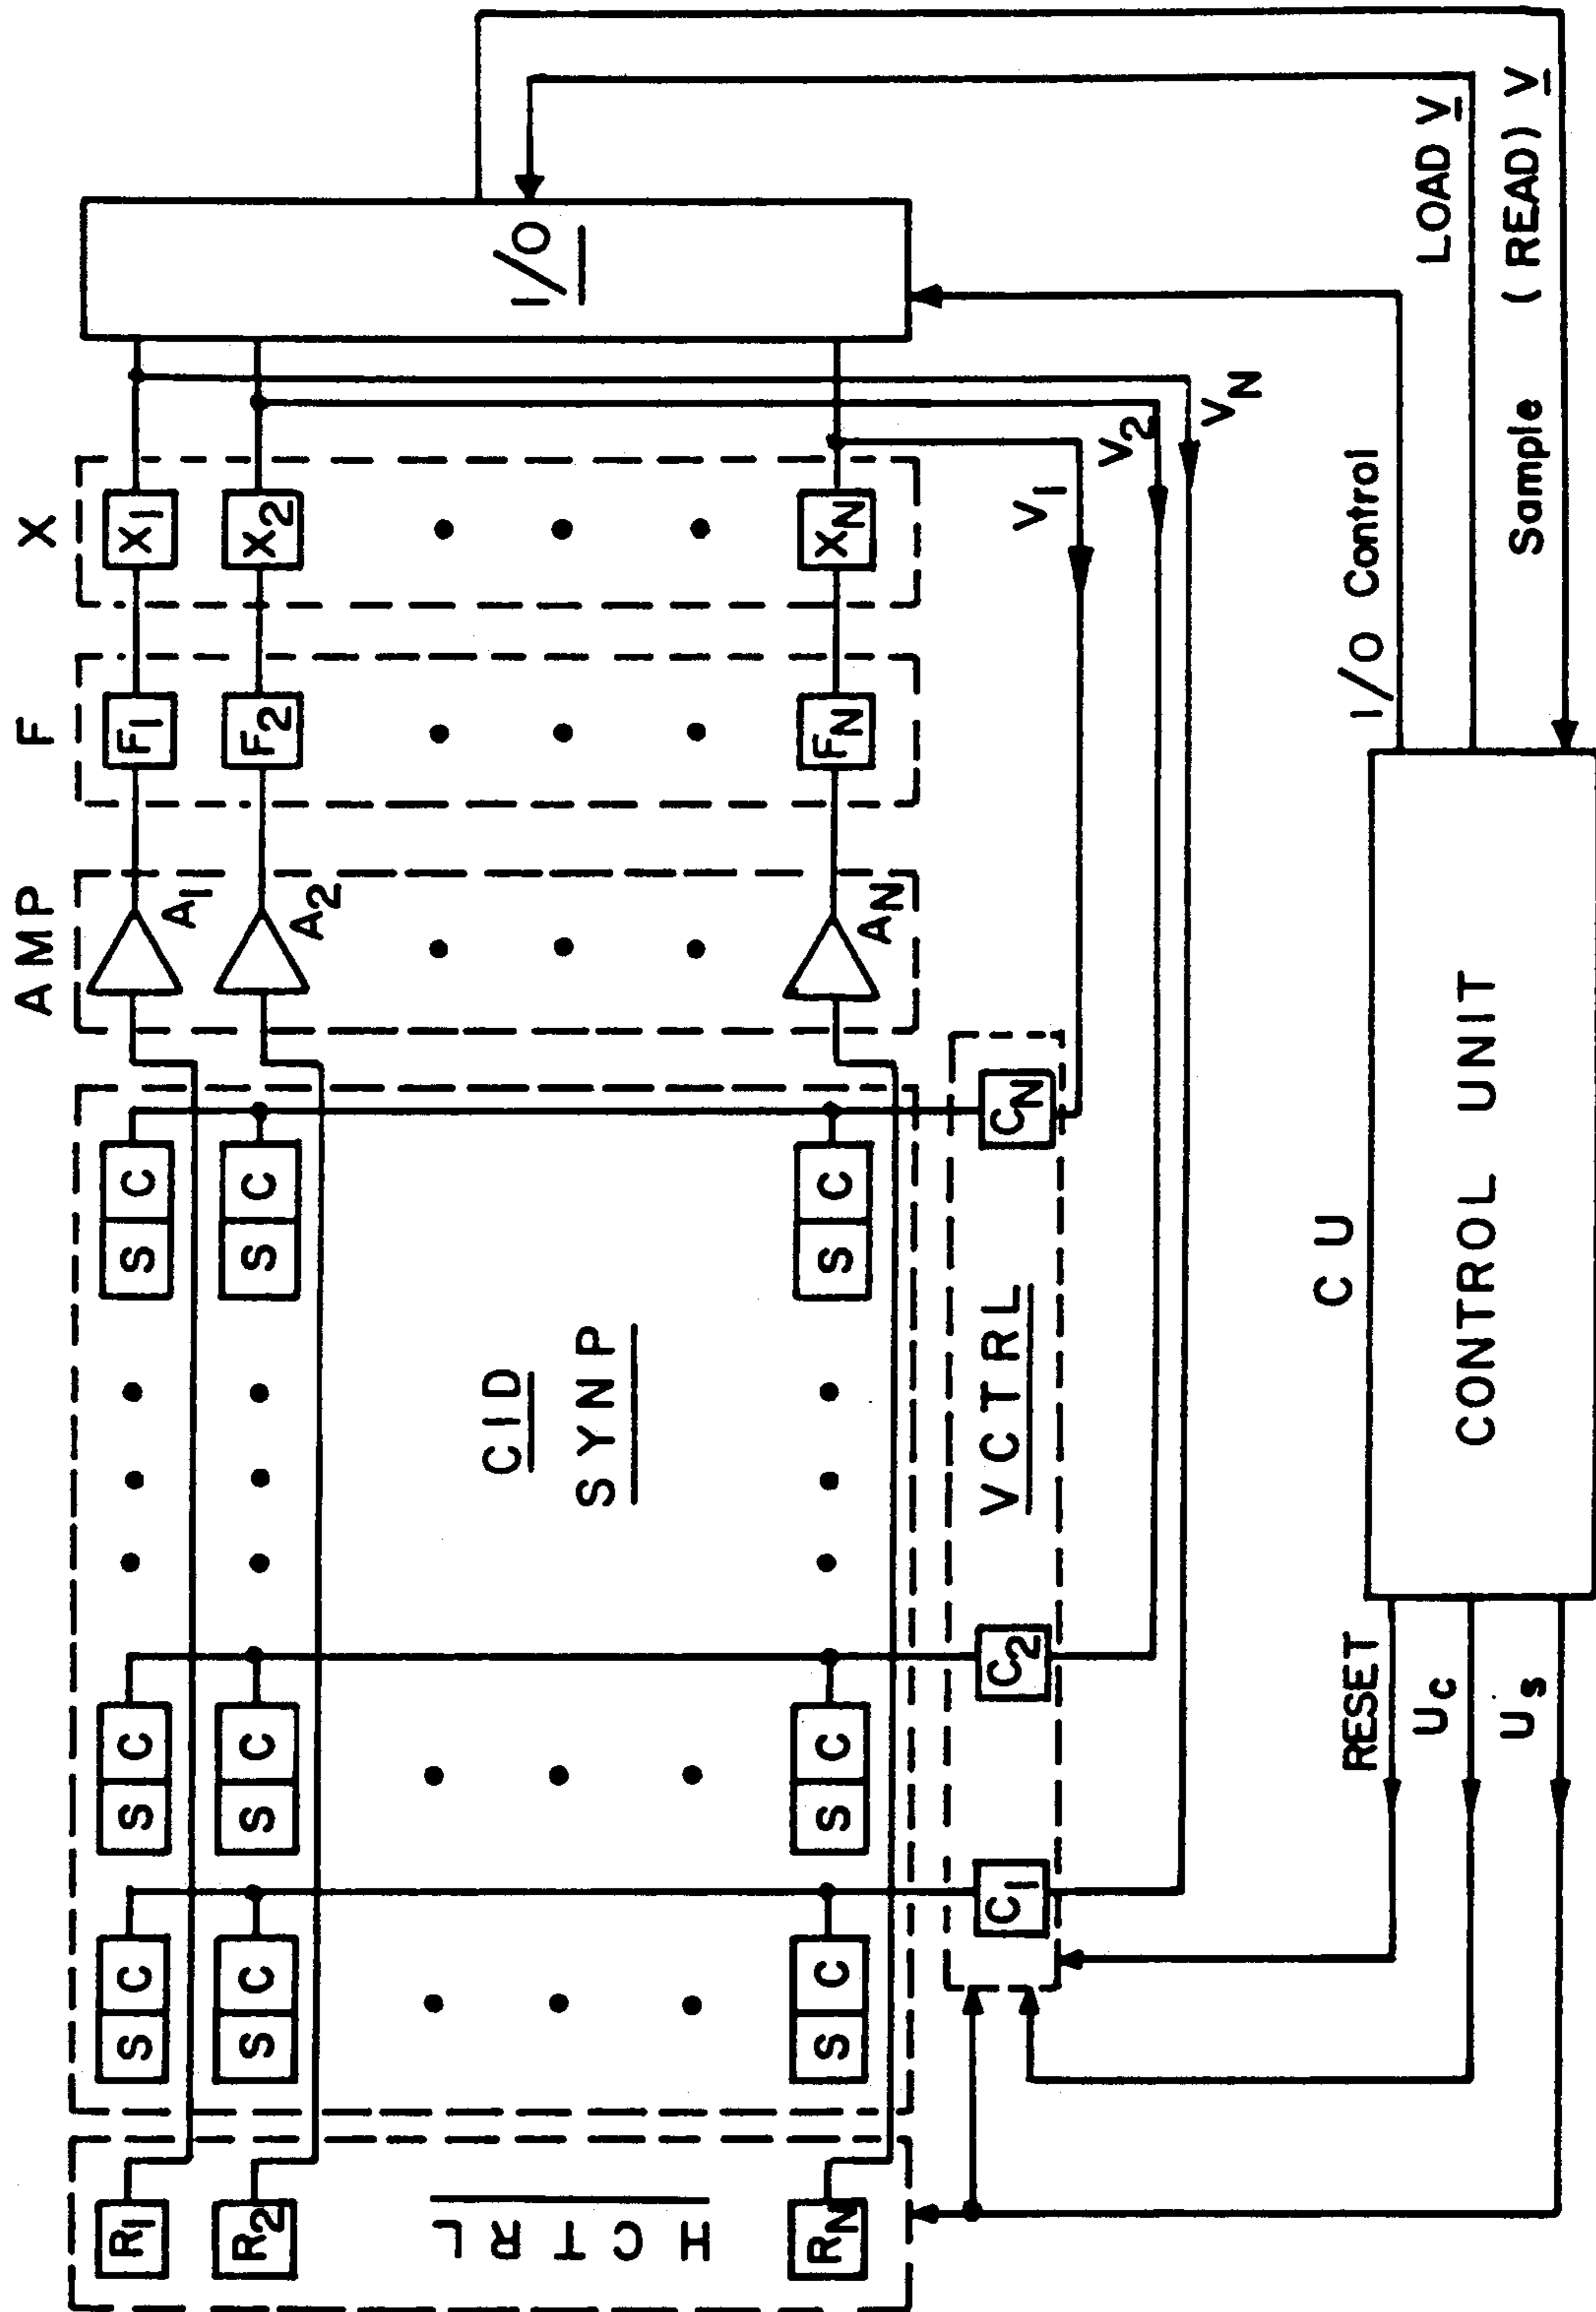 AMP F X
R1 S C S C S C A1 F1 X1
R2 S C S C S C A2 F2 X2
I/O
CID
SYNP
HCTRL
RN S C S C S C AN FN XN
C1 C2 VCTRL CN
V1
V2
VN
CU
RESET I/O Control
UC LOAD V
CONTROL UNIT
US Sample (READ) V